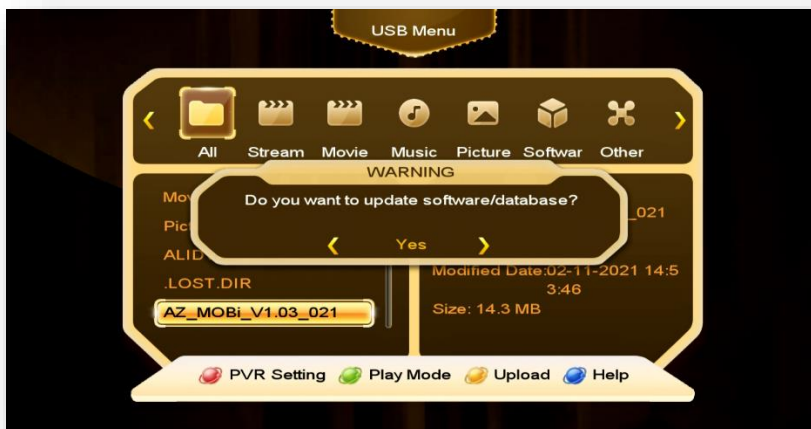 USB Menu
All Stream Movie Music Picture Softwar Other
WARNING
Do you want to update software/database?
Yes
_021
ALID
.LOST.DIR
Modified Date:02-11-2021 14:5
3:46
AZ_MOBi_V1.03_021
Size: 14.3 MB
PVR Setting Play Mode Upload Help